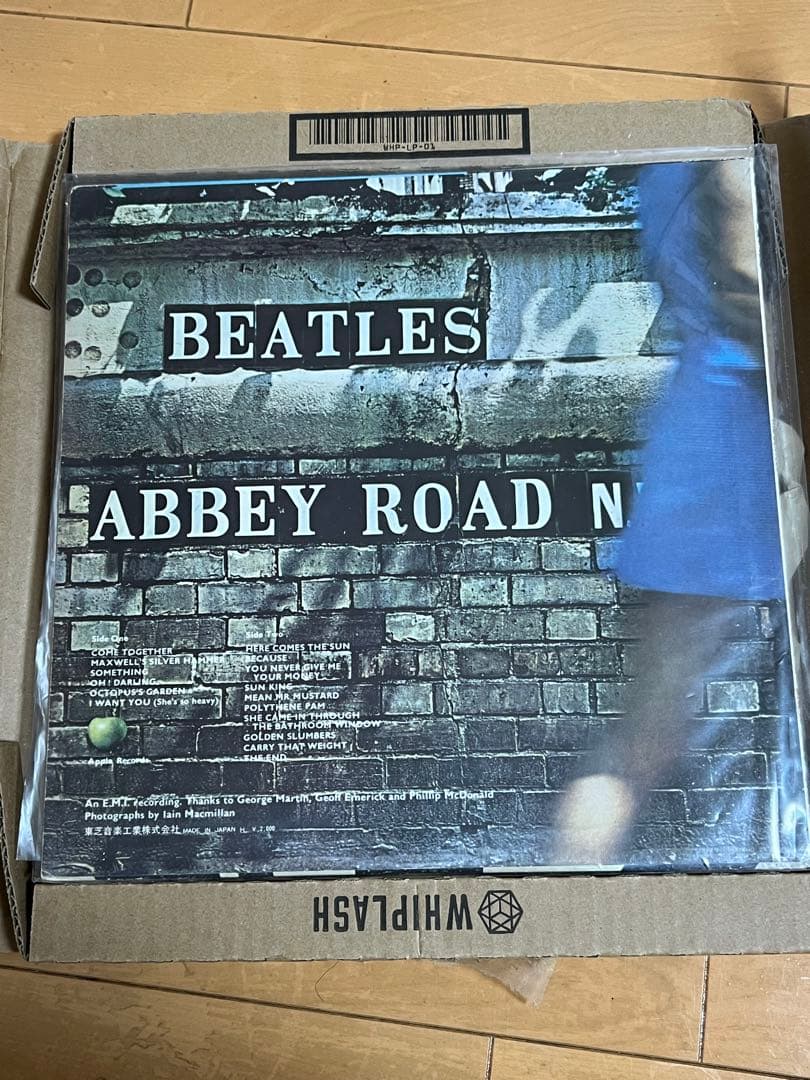 WHP-LP-01
BEATLES
ABBEY ROAD N
Side One
COME TOGETHER
MAXWELL'S SILVER HAMMER
SOMETHING
OH! DARLING
OCTOPUS'S GARDEN
I WANT YOU (She's so heavy)
Apple Records
Side Two
HERE COMES THE SUN
BECAUSE
YOU NEVER GIVE ME
YOUR MONEY
SUN KING
MEAN MR MUSTARD
POLYTHENE PAM
SHE CAME IN THROUGH
THE BATHROOM WINDOW
GOLDEN SLUMBERS
CARRY THAT WEIGHT
THE END
An E.M.I. recording. Thanks to George Martin, Geoff Emerick and Phillip McDonald
Photographs by Iain Macmillan
東芝音楽工業株式会社 MADE IN JAPAN H. ¥2,000
WHIPLASH